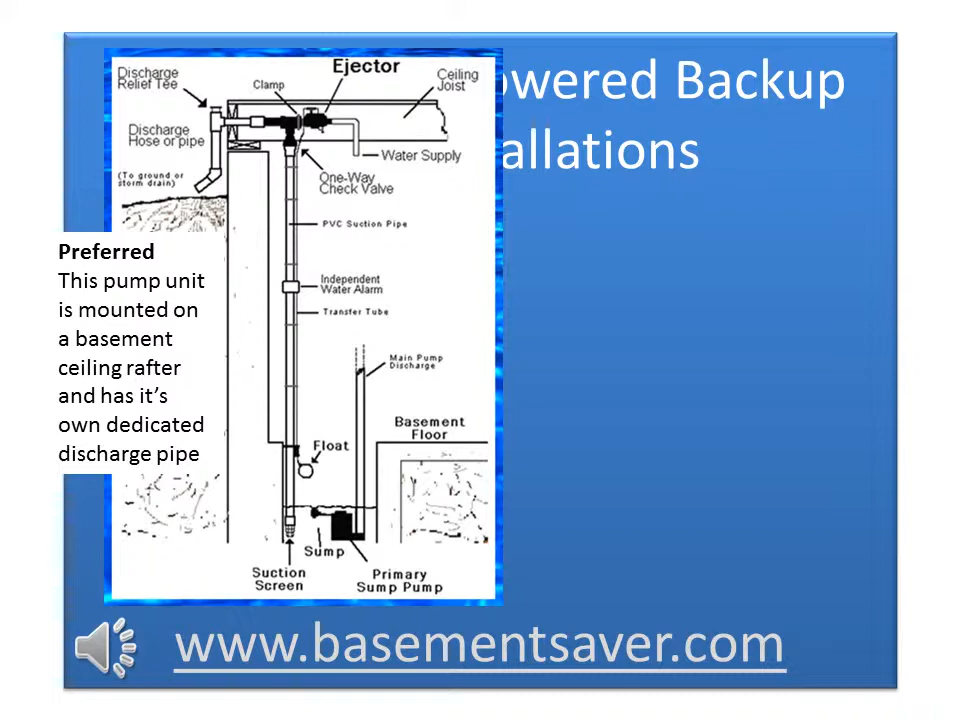 owered Backup
allations
Discharge
Relief Tee
Clamp
Ejector
Ceiling
Joist
Discharge
Hose or pipe
Water Supply
(To ground or
storm drain)
One-Way
Check Valve
PVC Suction Pipe
Preferred
This pump unit
is mounted on
a basement
ceiling rafter
and has it's
own dedicated
discharge pipe
Independent
Water Alarm
Transfer Tube
Main Pump
Discharge
Basement
Floor
Float
Sump
Suction
Screen
Primary
Sump Pump
www.basementsaver.com